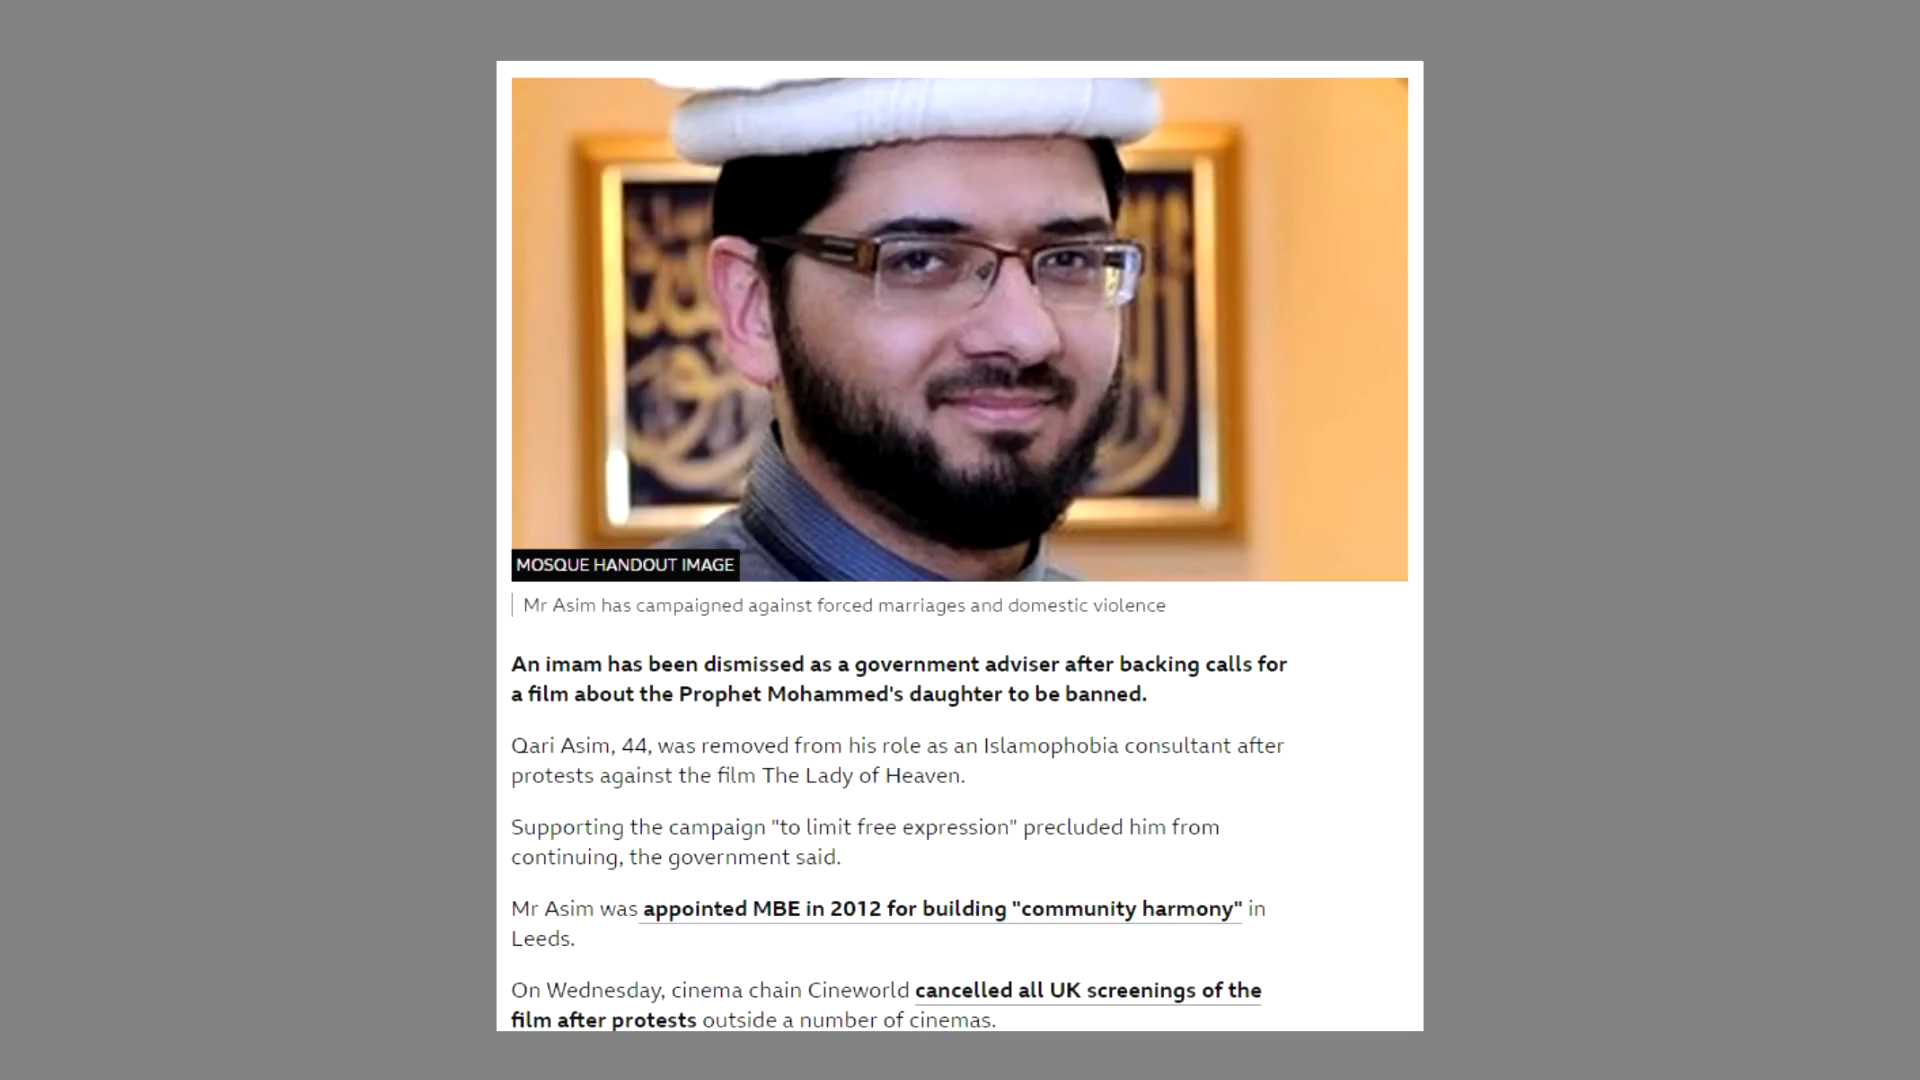 MOSQUE HANDOUT IMAGE
Mr Asim has campaigned against forced marriages and domestic violence
An imam has been dismissed as a government adviser after backing calls for
a film about the Prophet Mohammed's daughter to be banned.
Qari Asim, 44, was removed from his role as an Islamophobia consultant after
protests against the film The Lady of Heaven.
Supporting the campaign "to limit free expression" precluded him from
continuing, the government said.
Mr Asim was appointed MBE in 2012 for building "community harmony" in
Leeds.
On Wednesday, cinema chain Cineworld cancelled all UK screenings of the
film after protests outside a number of cinemas.